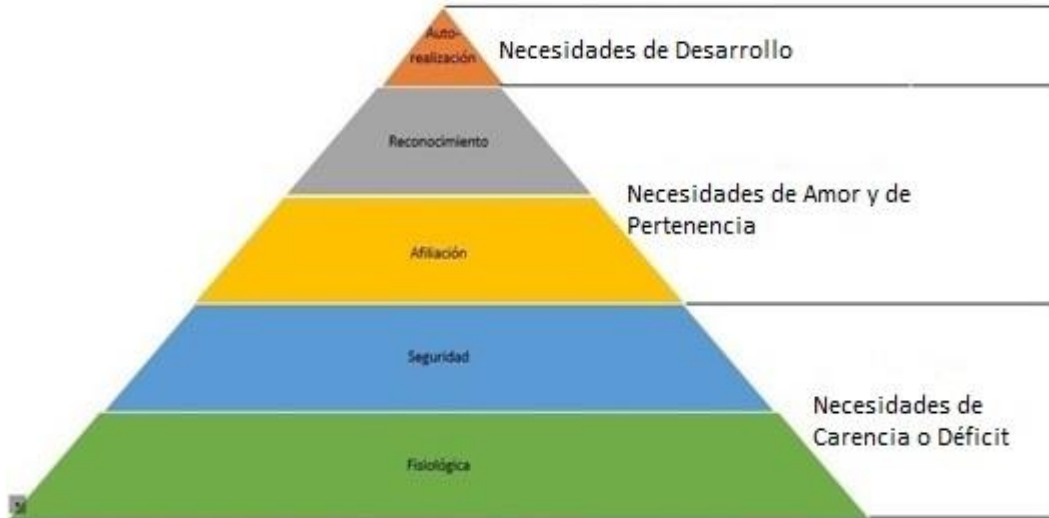 Auto-
realización
Necesidades de Desarrollo
Reconocimiento
Necesidades de Amor y de
Pertenencia
Afiliación
Seguridad
Necesidades de
Carencia o Déficit
Fisiológica